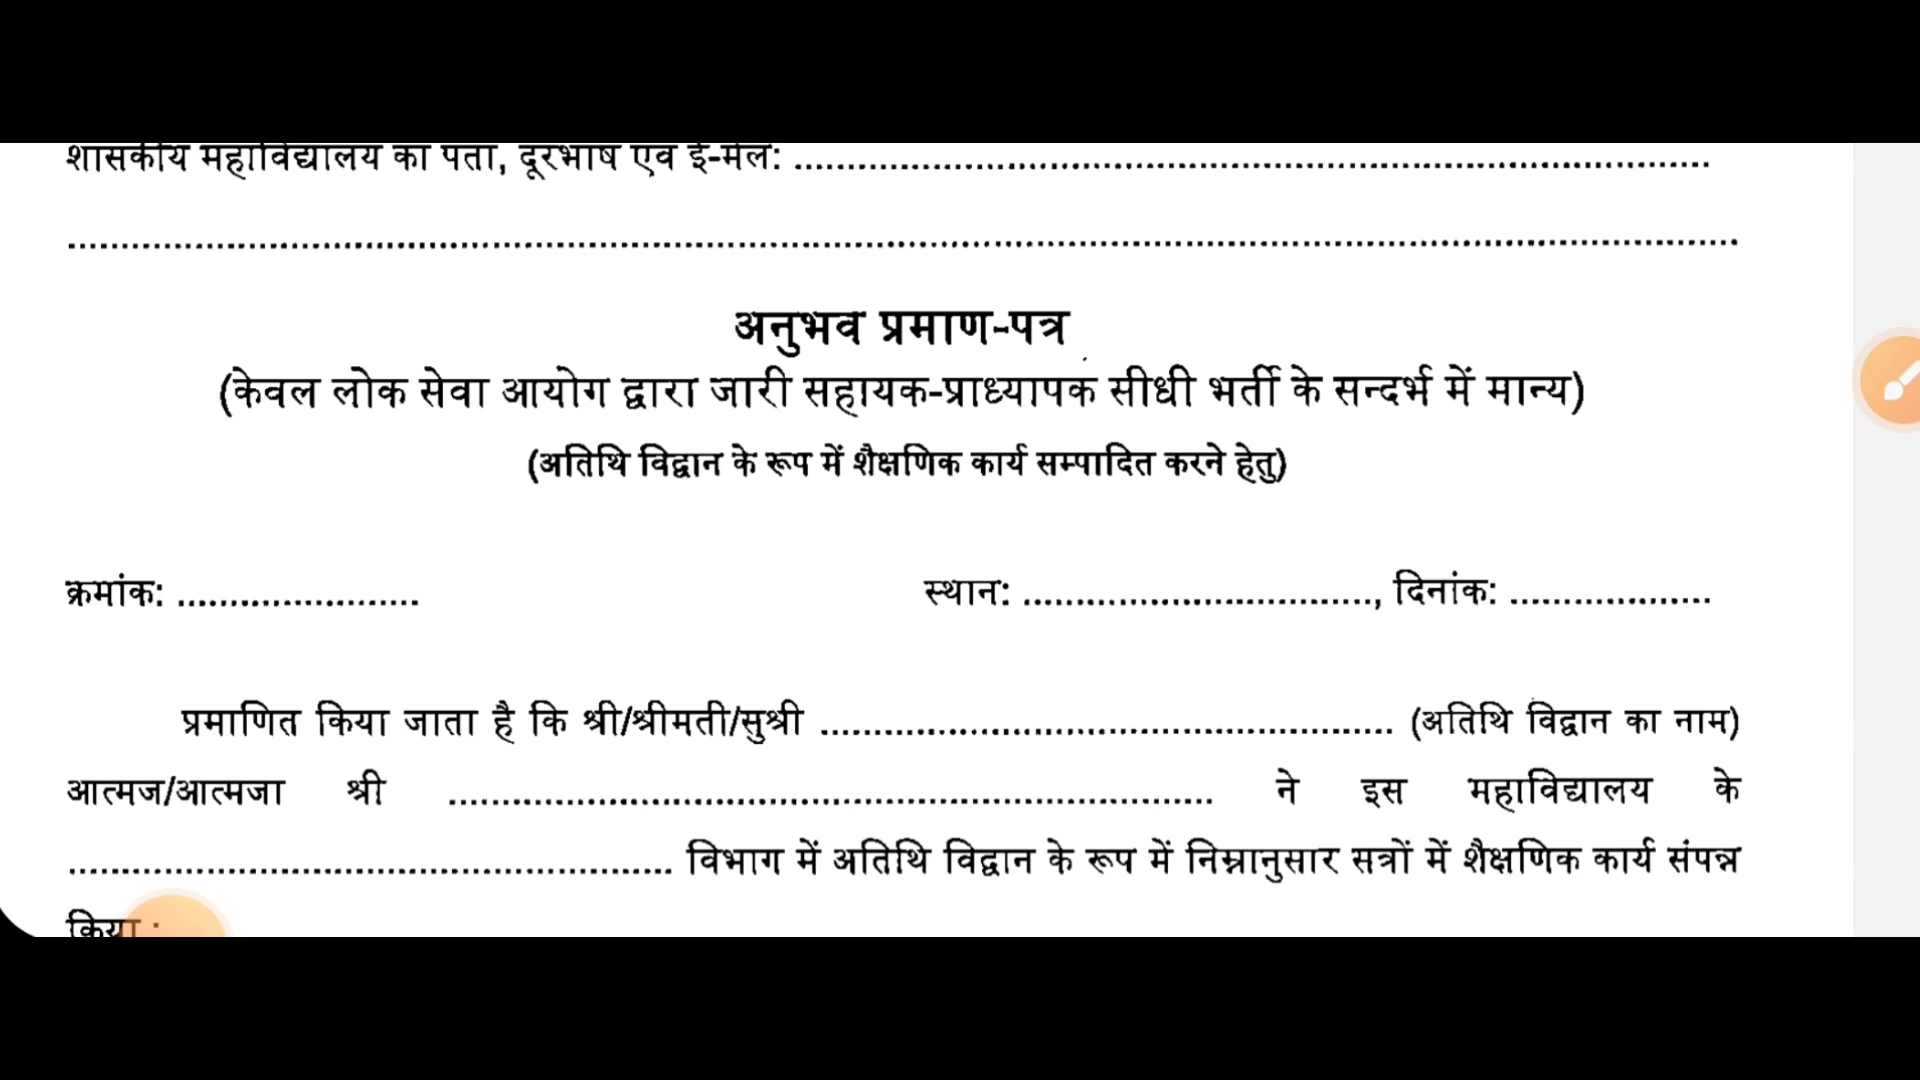 शासकीय महाविद्यालय का पता, दूरभाष एवं ई-मेल: ........................................................................................
................................................................................................................................................................
अनुभव प्रमाण-पत्र
(केवल लोक सेवा आयोग द्वारा जारी सहायक-प्राध्यापक सीधी भर्ती के सन्दर्भ में मान्य)
(अतिथि विद्वान के रूप में शैक्षणिक कार्य सम्पादित करने हेतु)
क्रमांक: ....................... स्थान: ................................., दिनांक: ...................
प्रमाणित किया जाता है कि श्री/श्रीमती/सुश्री ...................................................... (अतिथि विद्वान का नाम)
आत्मज/आत्मजा श्री ......................................................................... ने इस महाविद्यालय के
.......................................................... विभाग में अतिथि विद्वान के रूप में निम्नानुसार सत्रों में शैक्षणिक कार्य संपन्न
किया :